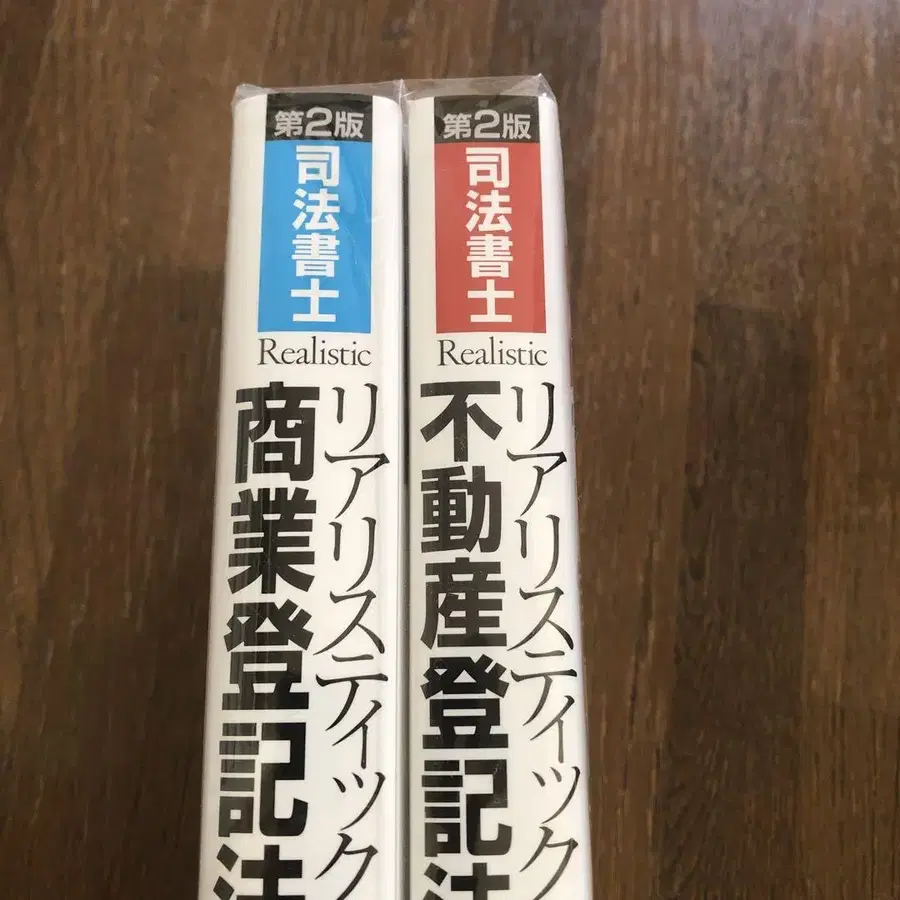 第2版
司法書士
Realistic
リアリスティック
商業登記法
第2版
司法書士
Realistic
リアリスティック
不動産登記法